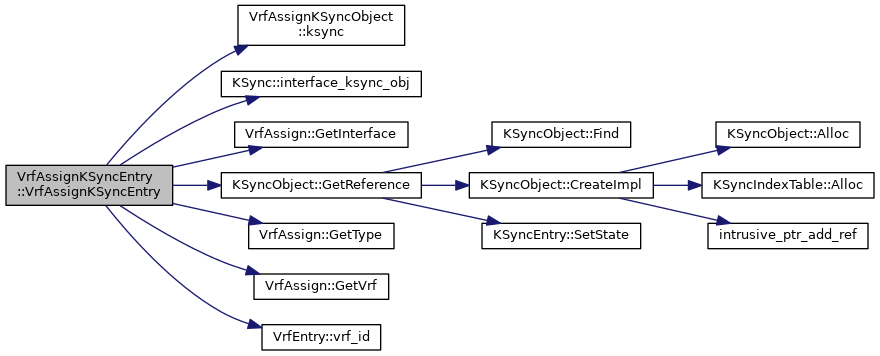 VrfAssignKSyncEntry
::VrfAssignKSyncEntry
VrfAssignKSyncObject
::ksync
KSync::interface_ksync_obj
VrfAssign::GetInterface
KSyncObject::GetReference
VrfAssign::GetType
VrfAssign::GetVrf
VrfEntry::vrf_id
KSyncObject::Find
KSyncObject::CreateImpl
KSyncEntry::SetState
KSyncObject::Alloc
KSyncIndexTable::Alloc
intrusive_ptr_add_ref